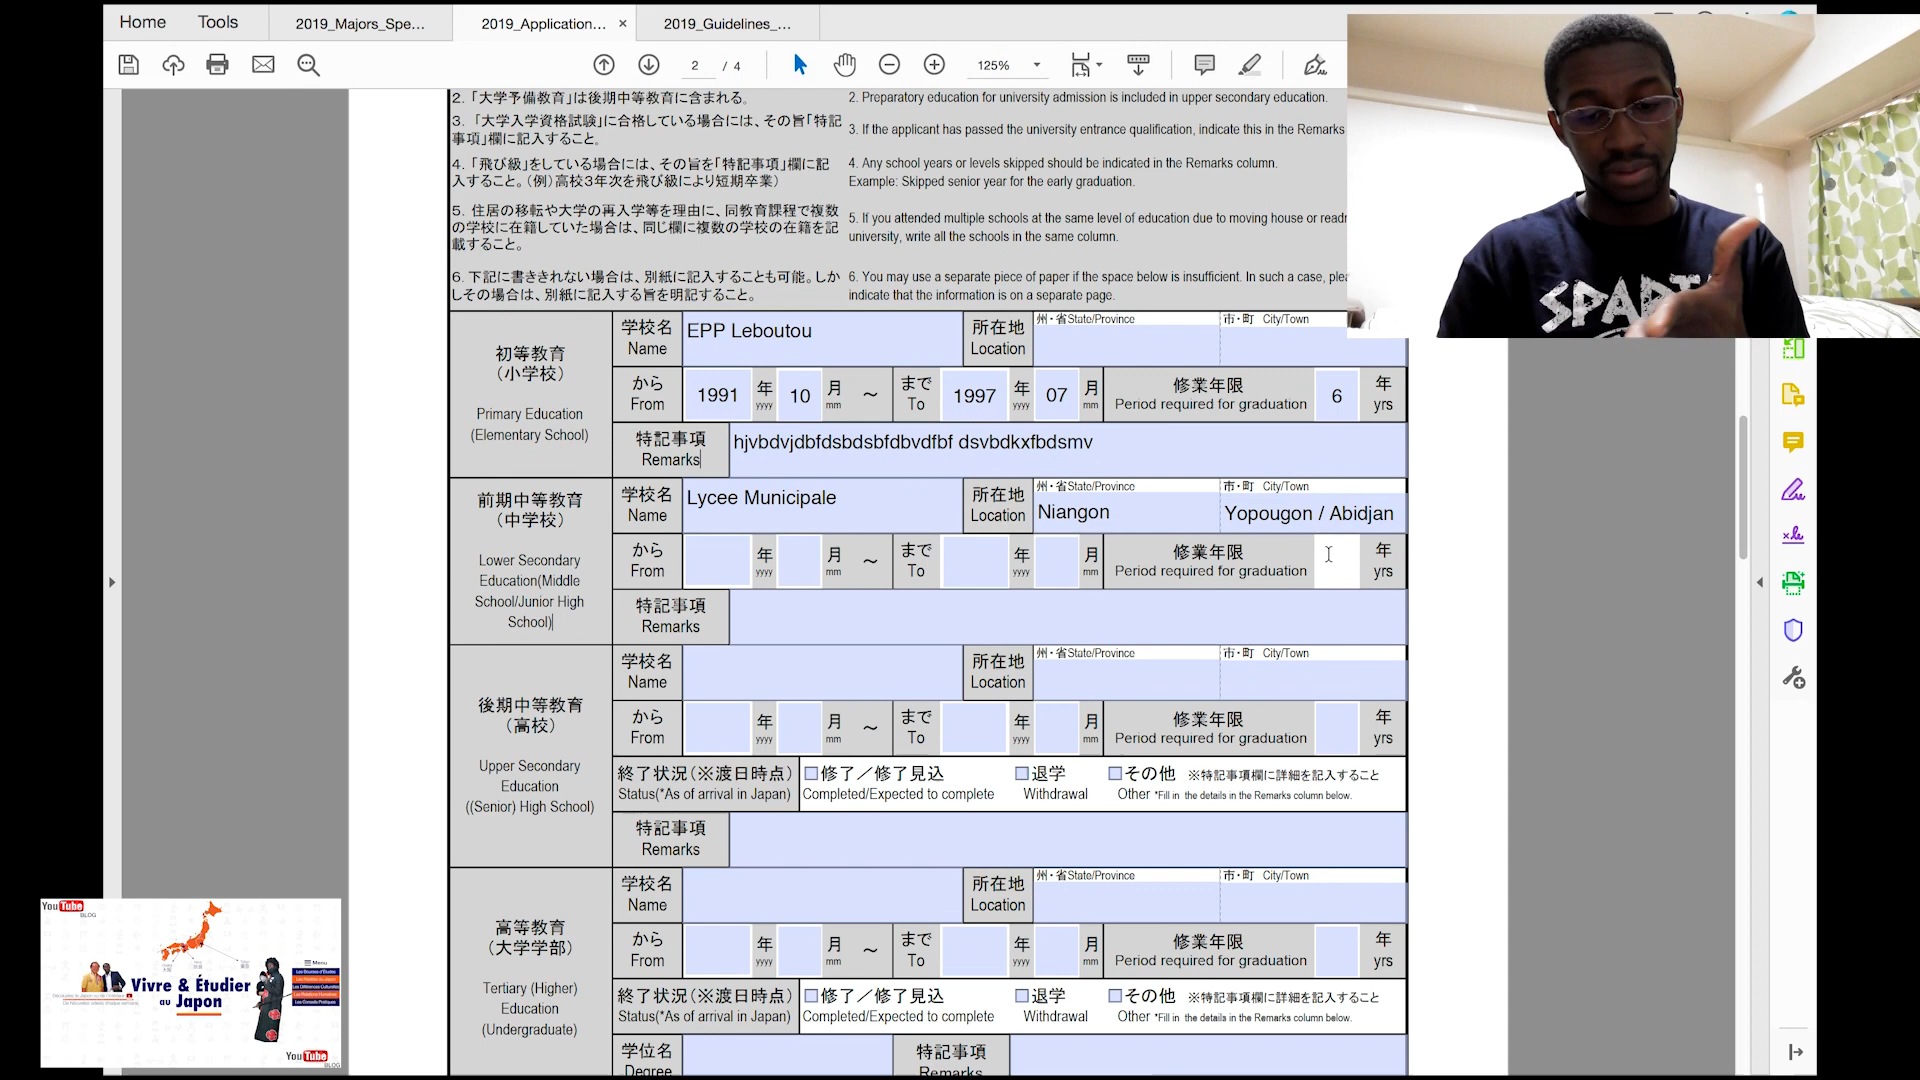 Home
Tools
2019_Majors_Spe...
2019_Application...
2019_Guidelines_...
2 / 4
125%
2. 「大学予備教育」は後期中等教育に含まれる。
2. Preparatory education for university admission is included in upper secondary education.
3. 「大学入学資格試験」に合格している場合には、その旨「特記
事項」欄に記入すること。
3. If the applicant has passed the university entrance qualification, indicate this in the Remarks
4. 「飛び級」をしている場合には、その旨を「特記事項」欄に記
入すること。(例)高校3年次を飛び級により短期卒業)
4. Any school years or levels skipped should be indicated in the Remarks column.
Example: Skipped senior year for the early graduation.
5. 住居の移転や大学の再入学等を理由に、同教育課程で複数
の学校に在籍していた場合は、同じ欄に複数の学校の在籍を記
載すること。
5. If you attended multiple schools at the same level of education due to moving house or readr
university, write all the schools in the same column.
6. 下記に書ききれない場合は、別紙に記入することも可能。しか
しその場合は、別紙に記入する旨を明記すること。
6. You may use a separate piece of paper if the space below is insufficient. In such a case, plea
indicate that the information is on a separate page.
初等教育
(小学校)
Primary Education
(Elementary School)
学校名
Name
EPP Leboutou
所在地
Location
州・省State/Province
市・町 City/Town
から
From
1991 年 yyyy 10 月 mm ～
まで
To
1997 年 yyyy 07 月 mm
修業年限
Period required for graduation
6 年
yrs
特記事項
Remarks
hjvbdvjdbfdsbdsbfdbvdfbf dsvbdkxfbdsmv
前期中等教育
(中学校)
Lower Secondary
Education(Middle
School/Junior High
School)
学校名
Name
Lycee Municipale
所在地
Location
州・省State/Province
Niangon
市・町 City/Town
Yopougon / Abidjan
から
From
年 yyyy 月 mm ～
まで
To
年 yyyy 月 mm
修業年限
Period required for graduation
年
yrs
特記事項
Remarks
後期中等教育
(高校)
Upper Secondary
Education
((Senior) High School)
学校名
Name
所在地
Location
州・省State/Province
市・町 City/Town
から
From
年 yyyy 月 mm ～
まで
To
年 yyyy 月 mm
修業年限
Period required for graduation
年
yrs
終了状況(※渡日時点)
Status(*As of arrival in Japan)
修了／修了見込
Completed/Expected to complete
退学
Withdrawal
その他 ※特記事項欄に詳細を記入すること
Other *Fill in the details in the Remarks column below.
特記事項
Remarks
高等教育
(大学学部)
Tertiary (Higher)
Education
(Undergraduate)
学校名
Name
所在地
Location
州・省State/Province
市・町 City/Town
から
From
年 yyyy 月 mm ～
まで
To
年 yyyy 月 mm
修業年限
Period required for graduation
年
yrs
終了状況(※渡日時点)
Status(*As of arrival in Japan)
修了／修了見込
Completed/Expected to complete
退学
Withdrawal
その他 ※特記事項欄に詳細を記入すること
Other *Fill in the details in the Remarks column below.
学位名
Degree
特記事項
Remarks
YouTube
BLOG
Vivre & Étudier
au Japon
Menu
YouTube
BLOG